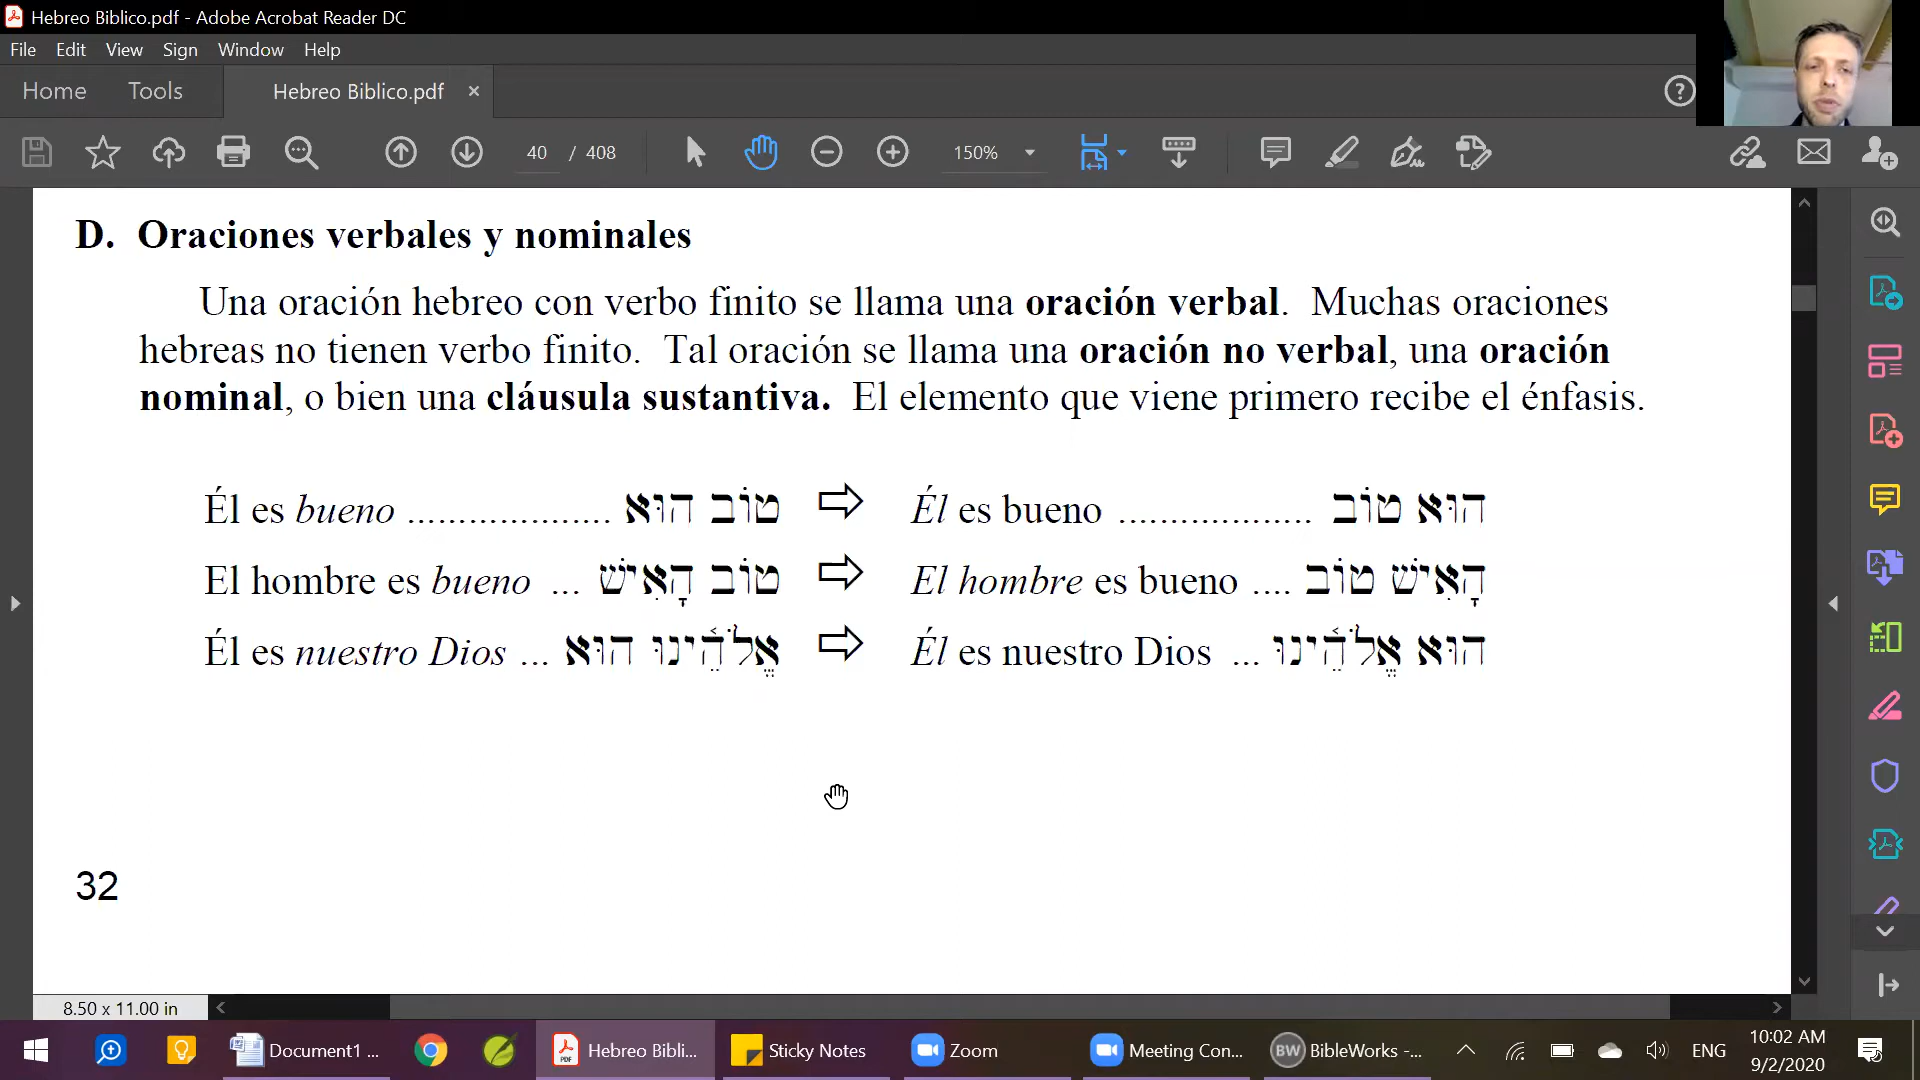 Hebreo Biblico.pdf - Adobe Acrobat Reader DC
File Edit View Sign Window Help
Home Tools Hebreo Biblico.pdf ×
40 / 408 150%
D. Oraciones verbales y nominales
Una oración hebreo con verbo finito se llama una oración verbal. Muchas oraciones
hebreas no tienen verbo finito. Tal oración se llama una oración no verbal, una oración
nominal, o bien una cláusula sustantiva. El elemento que viene primero recibe el énfasis.
Él es bueno .................... טוֹב הוּא ⇨ Él es bueno ................... הוּא טוֹב
El hombre es bueno ... טוֹב הָאִישׁ ⇨ El hombre es bueno .... הָאִישׁ טוֹב
Él es nuestro Dios ... אֱלֹהֵ֫ינוּ הוּא ⇨ Él es nuestro Dios ... הוּא אֱלֹהֵ֫ינוּ
32
8.50 x 11.00 in
Document1 ... Hebreo Bibli... Sticky Notes Zoom Meeting Con... BW BibleWorks -... ENG 10:02 AM
9/2/2020